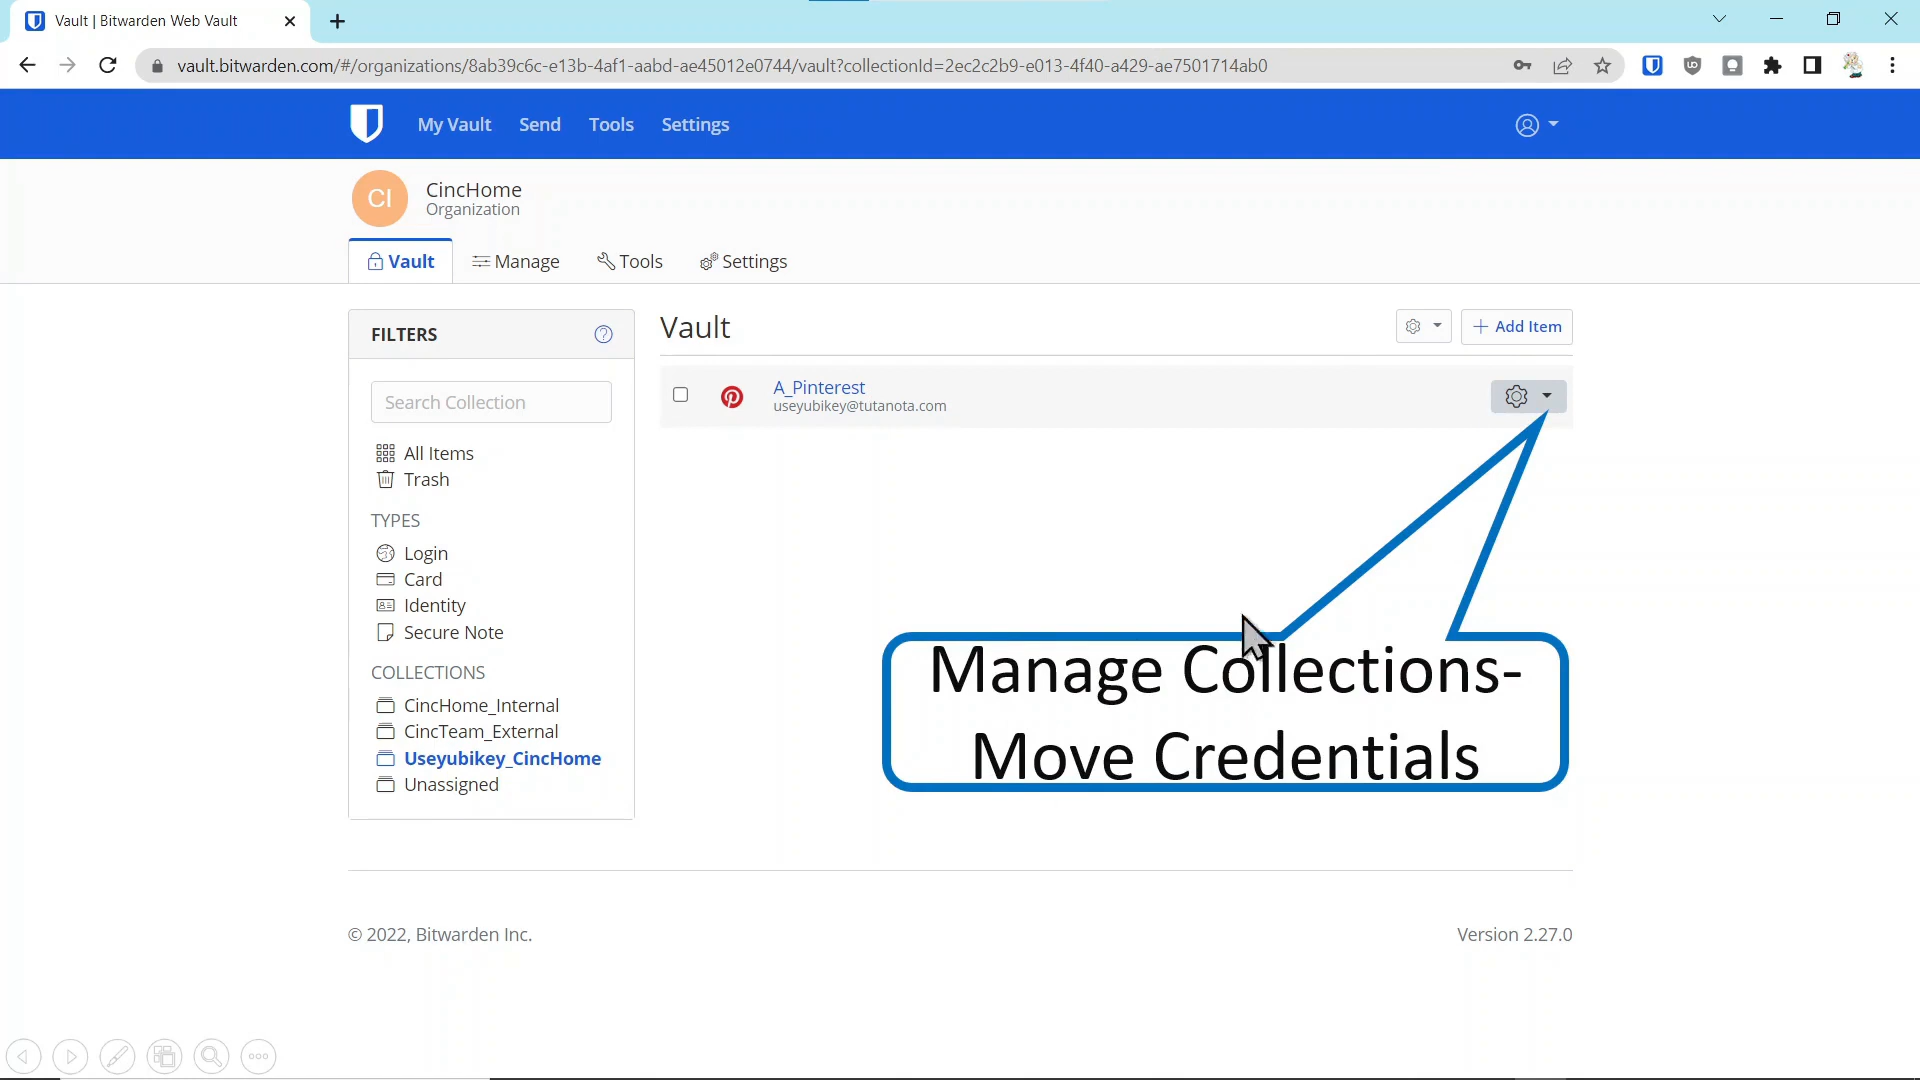 Vault | Bitwarden Web Vault
vault.bitwarden.com/#/organizations/8ab39c6c-e13b-4af1-aabd-ae45012e0744/vault?collectionId=2ec2c2b9-e013-4f40-a429-ae7501714ab0
My Vault Send Tools Settings
CI
CincHome
Organization
Vault Manage Tools Settings
FILTERS
Search Collection
All Items
Trash
TYPES
Login
Card
Identity
Secure Note
COLLECTIONS
CincHome_Internal
CincTeam_External
Useyubikey_CincHome
Unassigned
Vault
Add Item
A_Pinterest
useyubikey@tutanota.com
Manage Collections-
Move Credentials
© 2022, Bitwarden Inc.
Version 2.27.0